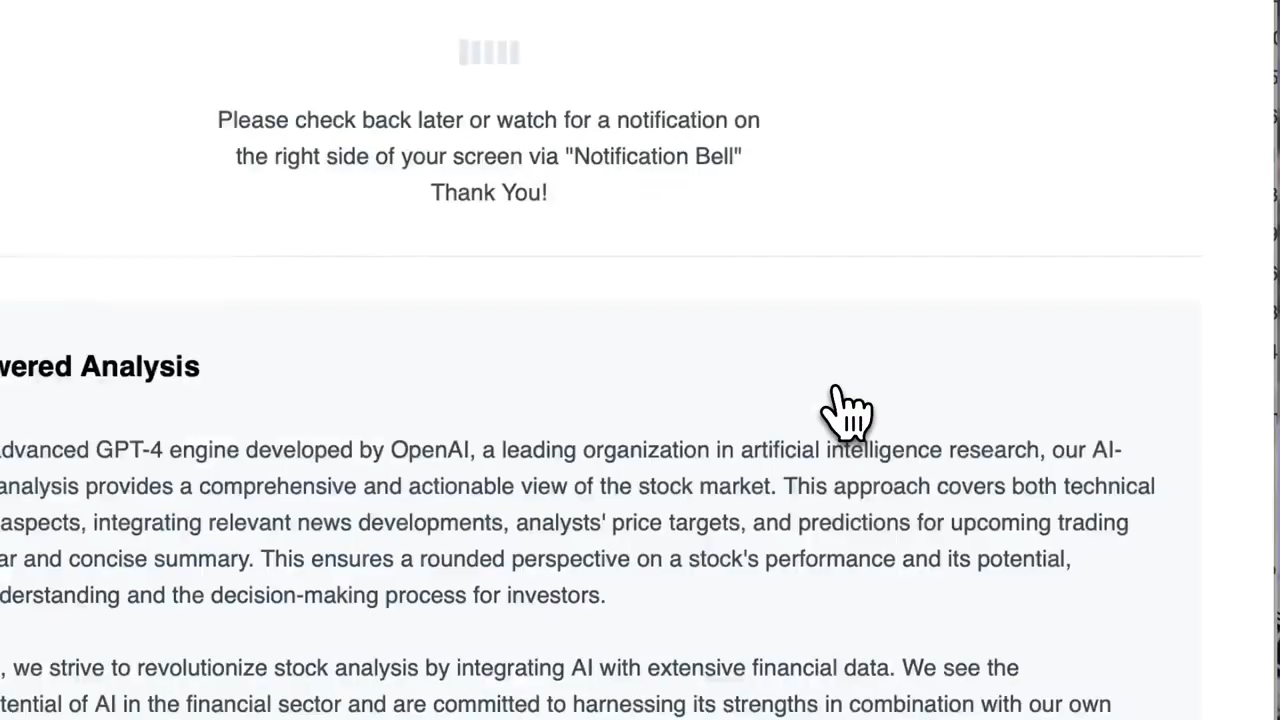 Please check back later or watch for a notification on
the right side of your screen via "Notification Bell"
Thank You!
wered Analysis
dvanced GPT-4 engine developed by OpenAI, a leading organization in artificial intelligence research, our AI-
analysis provides a comprehensive and actionable view of the stock market. This approach covers both technical
aspects, integrating relevant news developments, analysts' price targets, and predictions for upcoming trading
ar and concise summary. This ensures a rounded perspective on a stock's performance and its potential,
derstanding and the decision-making process for investors.
, we strive to revolutionize stock analysis by integrating AI with extensive financial data. We see the
tential of AI in the financial sector and are committed to harnessing its strengths in combination with our own